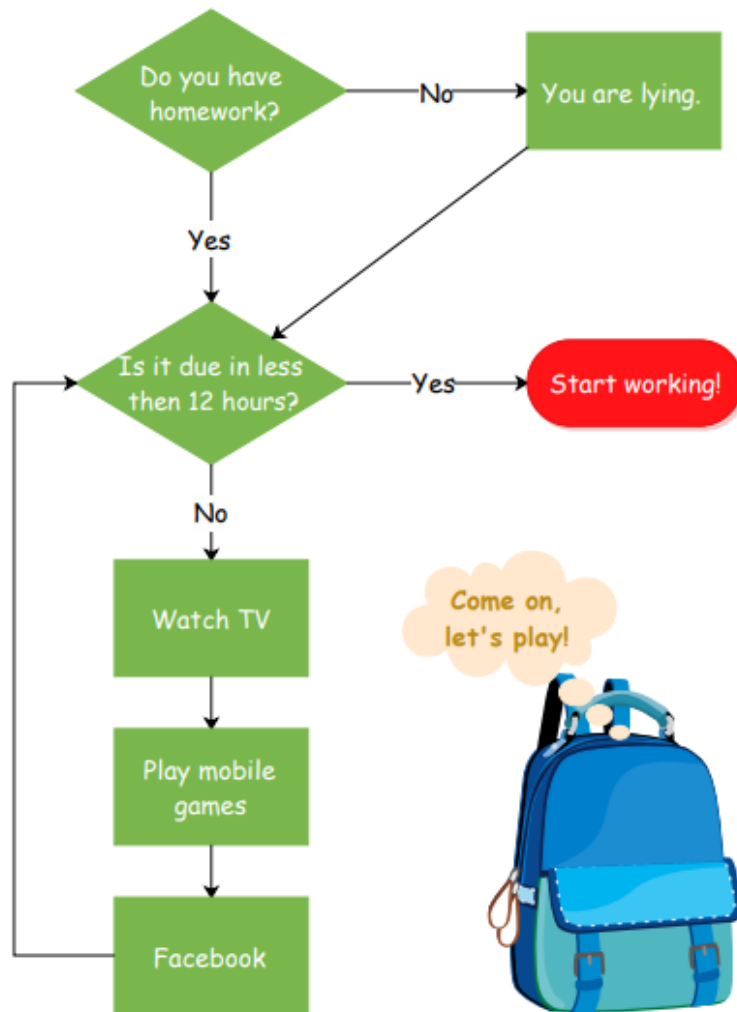 Do you have
homework?
No
You are lying.
Yes
Is it due in less
then 12 hours?
Yes
Start working!
No
Watch TV
Come on,
let's play!
Play mobile
games
Facebook